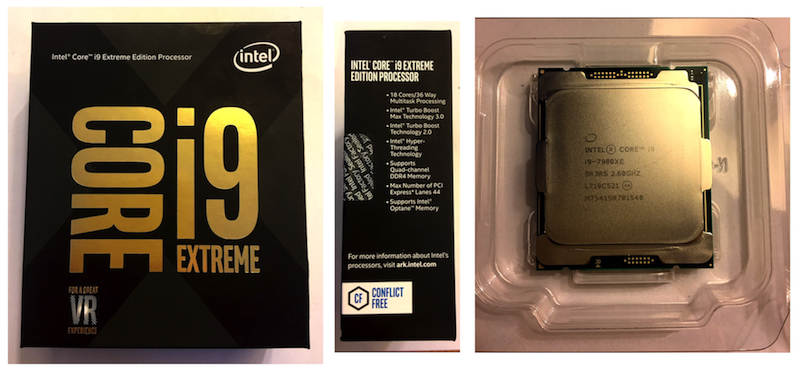 Intel® Core™ i9 Extreme Edition Processor
intel®
CORE
i9
EXTREME
FOR A GREAT
VR
EXPERIENCE
INTEL® CORE™ i9 EXTREME
EDITION PROCESSOR
• 18 Cores/36 Way
Multitask Processing
• Intel® Turbo Boost
Max Technology 3.0
• Intel® Turbo Boost
Technology 2.0
• Intel® Hyper-
Threading
Technology
• Supports
Quad-channel
DDR4 Memory
• Max Number of PCI
Express® Lanes 44
• Supports Intel®
Optane™ Memory
For more information about Intel's
processors, visit ark.intel.com
CF
CONFLICT
FREE
INTEL® CORE™ i9
i9-7980XE
SR3RS 2.60GHZ
L719C521
M75415R701540
R4